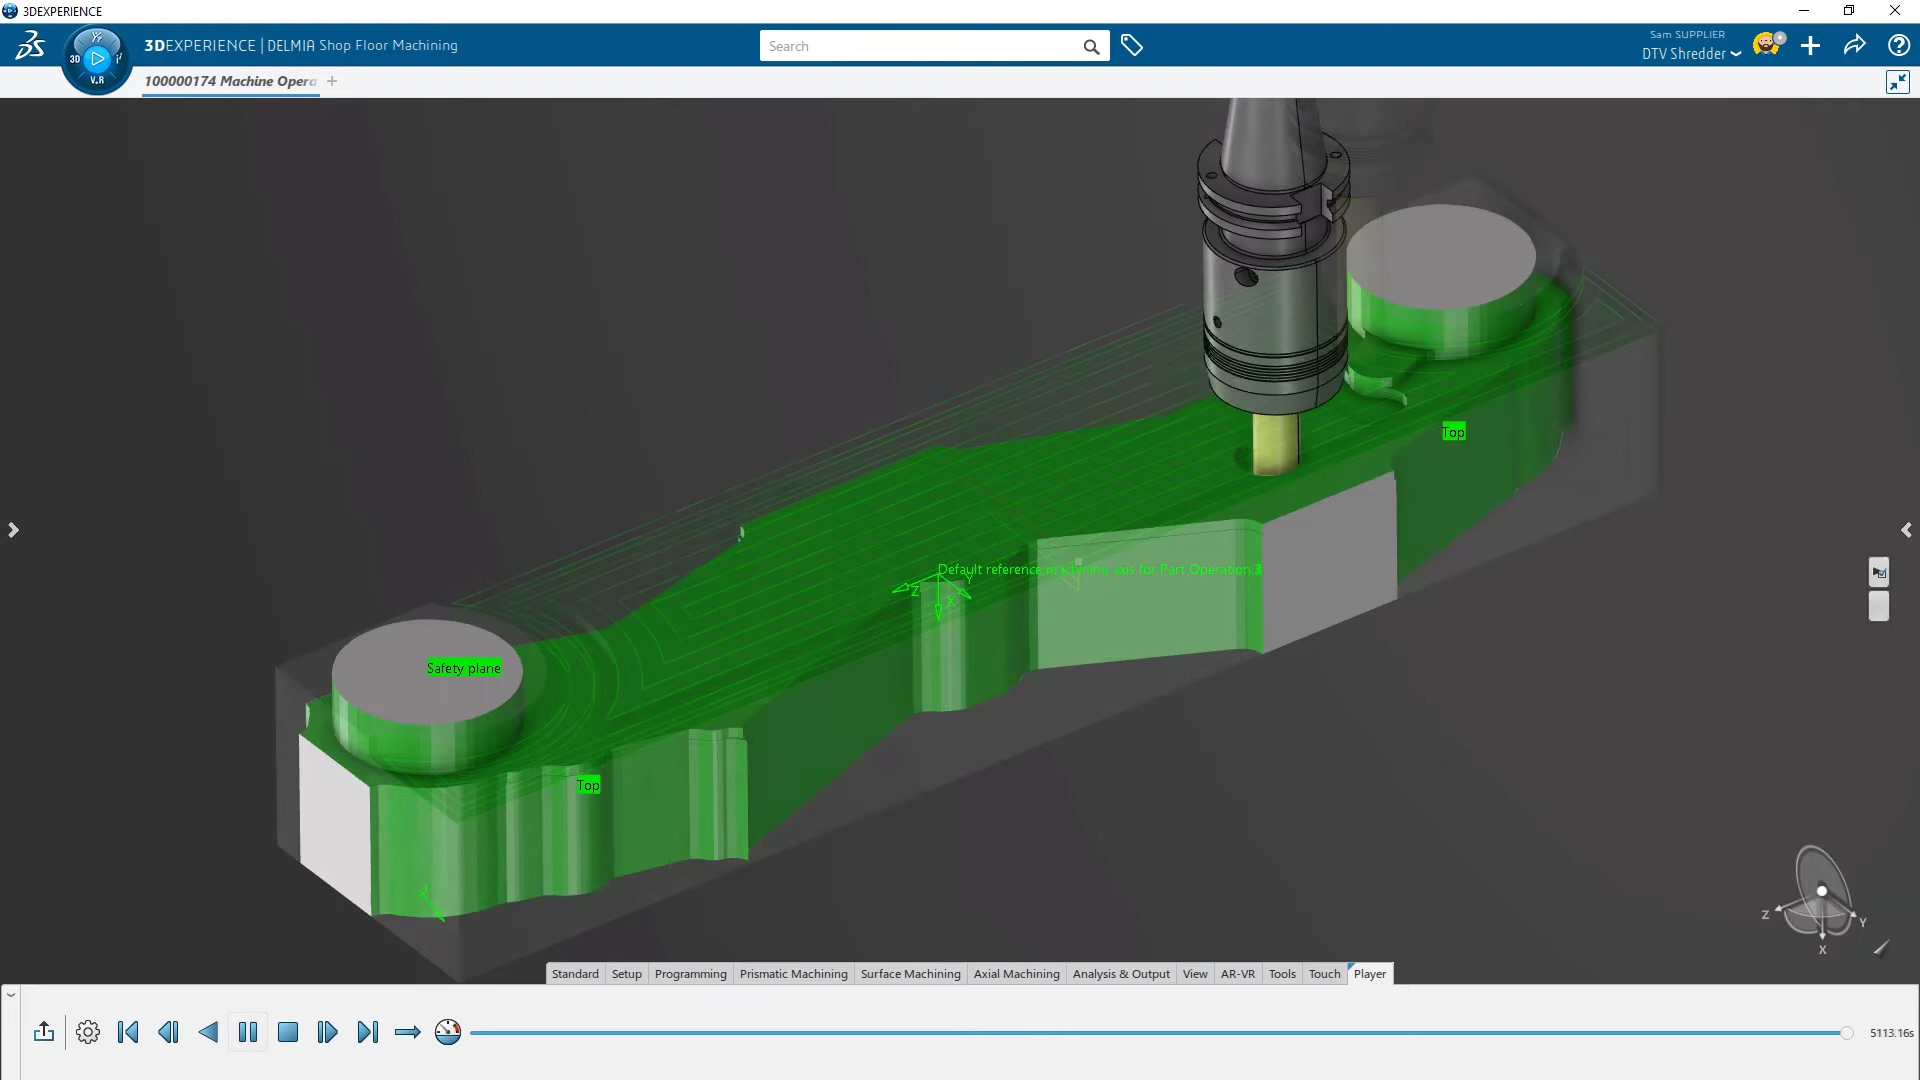 3DEXPERIENCE
3DEXPERIENCE | DELMIA Shop Floor Machining
Search
Sam SUPPLIER
DTV Shredder
3D
V.R
100000174 Machine Opera
Top
Default reference machining axis for Part Operation.3
Z
Y
X
Safety plane
Top
Z
Y
X
Standard
Setup
Programming
Prismatic Machining
Surface Machining
Axial Machining
Analysis & Output
View
AR-VR
Tools
Touch
Player
5113.16s